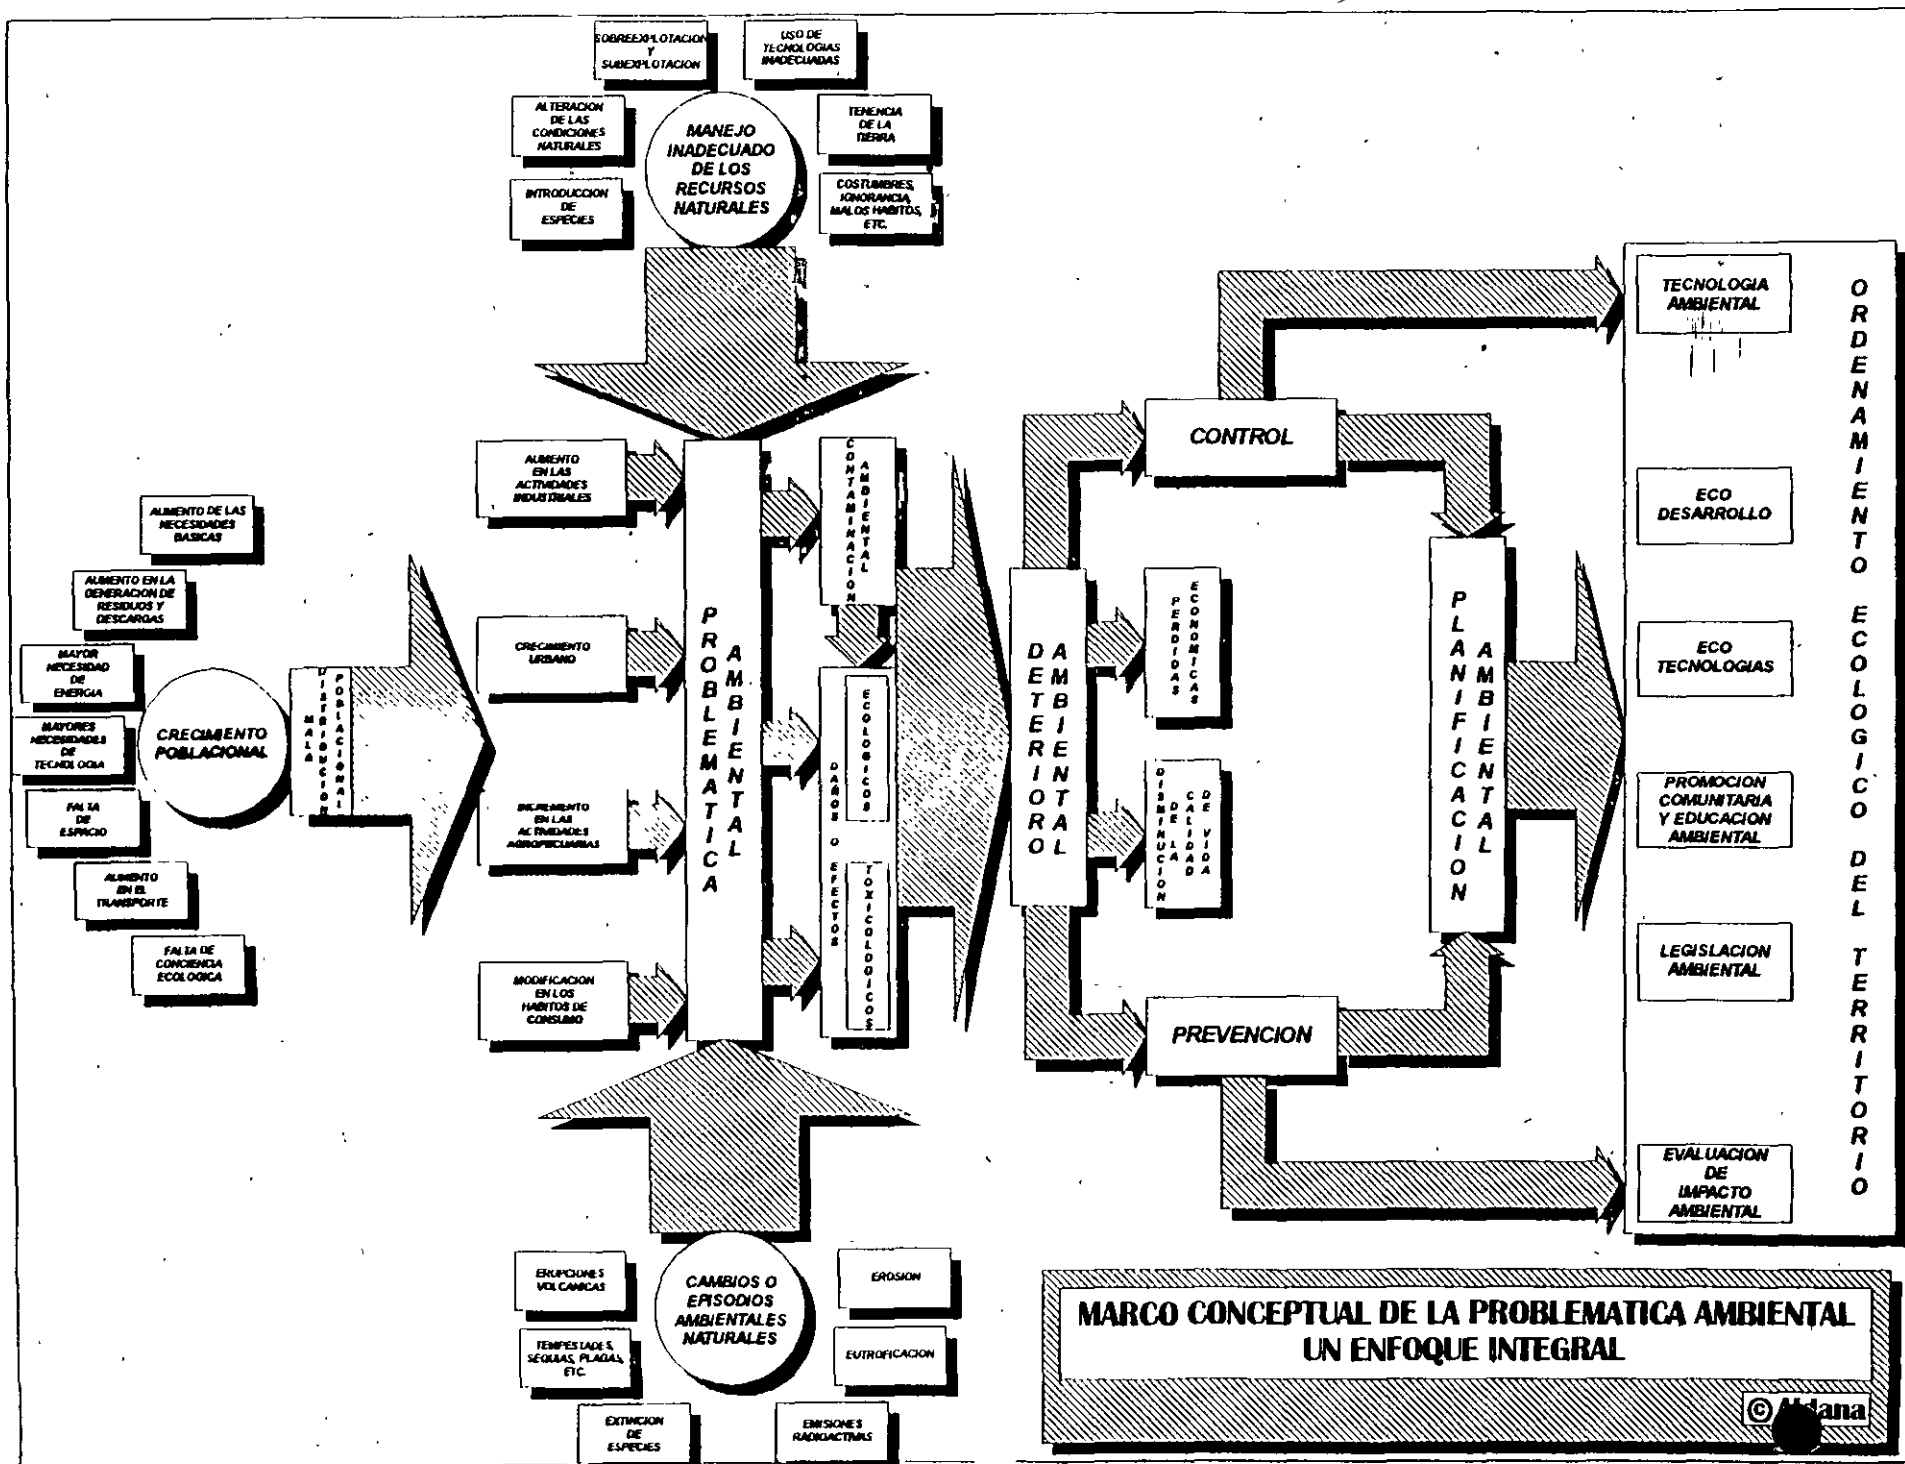 SOBREEXPLOTACION
Y
SUBEXPLOTACION
USO DE
TECNOLOGIAS
INADECUADAS
ALTERACION
DE LAS
CONDICIONES
NATURALES
MANEJO
INADECUADO
DE LOS
RECURSOS
NATURALES
TENENCIA
DE LA
TIERRA
INTRODUCCION
DE
ESPECIES
COSTUMBRES,
IGNORANCIA,
MALOS HABITOS,
ETC.
AUMENTO DE LAS
NECESIDADES
BASICAS
AUMENTO EN LA
GENERACION DE
RESIDUOS Y
DESCARGAS
MAYOR
NECESIDAD
DE
ENERGIA
MAYORES
NECESIDADES
DE
TECNOLOGIA
FALTA
DE
ESPACIO
AUMENTO
EN EL
TRANSPORTE
FALTA DE
CONCIENCIA
ECOLOGICA
CRECIMIENTO
POBLACIONAL
MALA
DISTRIBUCION
POBLACIONAL
AUMENTO
EN LAS
ACTIVIDADES
INDUSTRIALES
CRECIMIENTO
URBANO
INCREMENTO
EN LAS
ACTIVIDADES
AGROPECUARIAS
MODIFICACION
EN LOS
HABITOS DE
CONSUMO
PROBLEMATICA
AMBIENTAL
CONTAMINACION
AMBIENTAL
DAÑOS O EFECTOS
ECOLOGICOS
TOXICOLOGICOS
DETERIORO
AMBIENTAL
CONTROL
PERDIDAS
ECONOMICAS
DISMINUCION
DE LA
CALIDAD
DE VIDA
PREVENCION
PLANIFICACION
AMBIENTAL
TECNOLOGIA
AMBIENTAL
ECO
DESARROLLO
ECO
TECNOLOGIAS
PROMOCION
COMUNITARIA
Y EDUCACION
AMBIENTAL
LEGISLACION
AMBIENTAL
EVALUACION
DE
IMPACTO
AMBIENTAL
ORDENAMIENTO ECOLOGICO DEL TERRITORIO
ERUPCIONES
VOLCANICAS
TEMPESTADES,
SEQUIAS, PLAGAS,
ETC.
EXTINCION
DE
ESPECIES
CAMBIOS O
EPISODIOS
AMBIENTALES
NATURALES
EROSION
EUTROFICACION
EMISIONES
RADIOACTIVAS
MARCO CONCEPTUAL DE LA PROBLEMATICA AMBIENTAL
UN ENFOQUE INTEGRAL
© Aldana